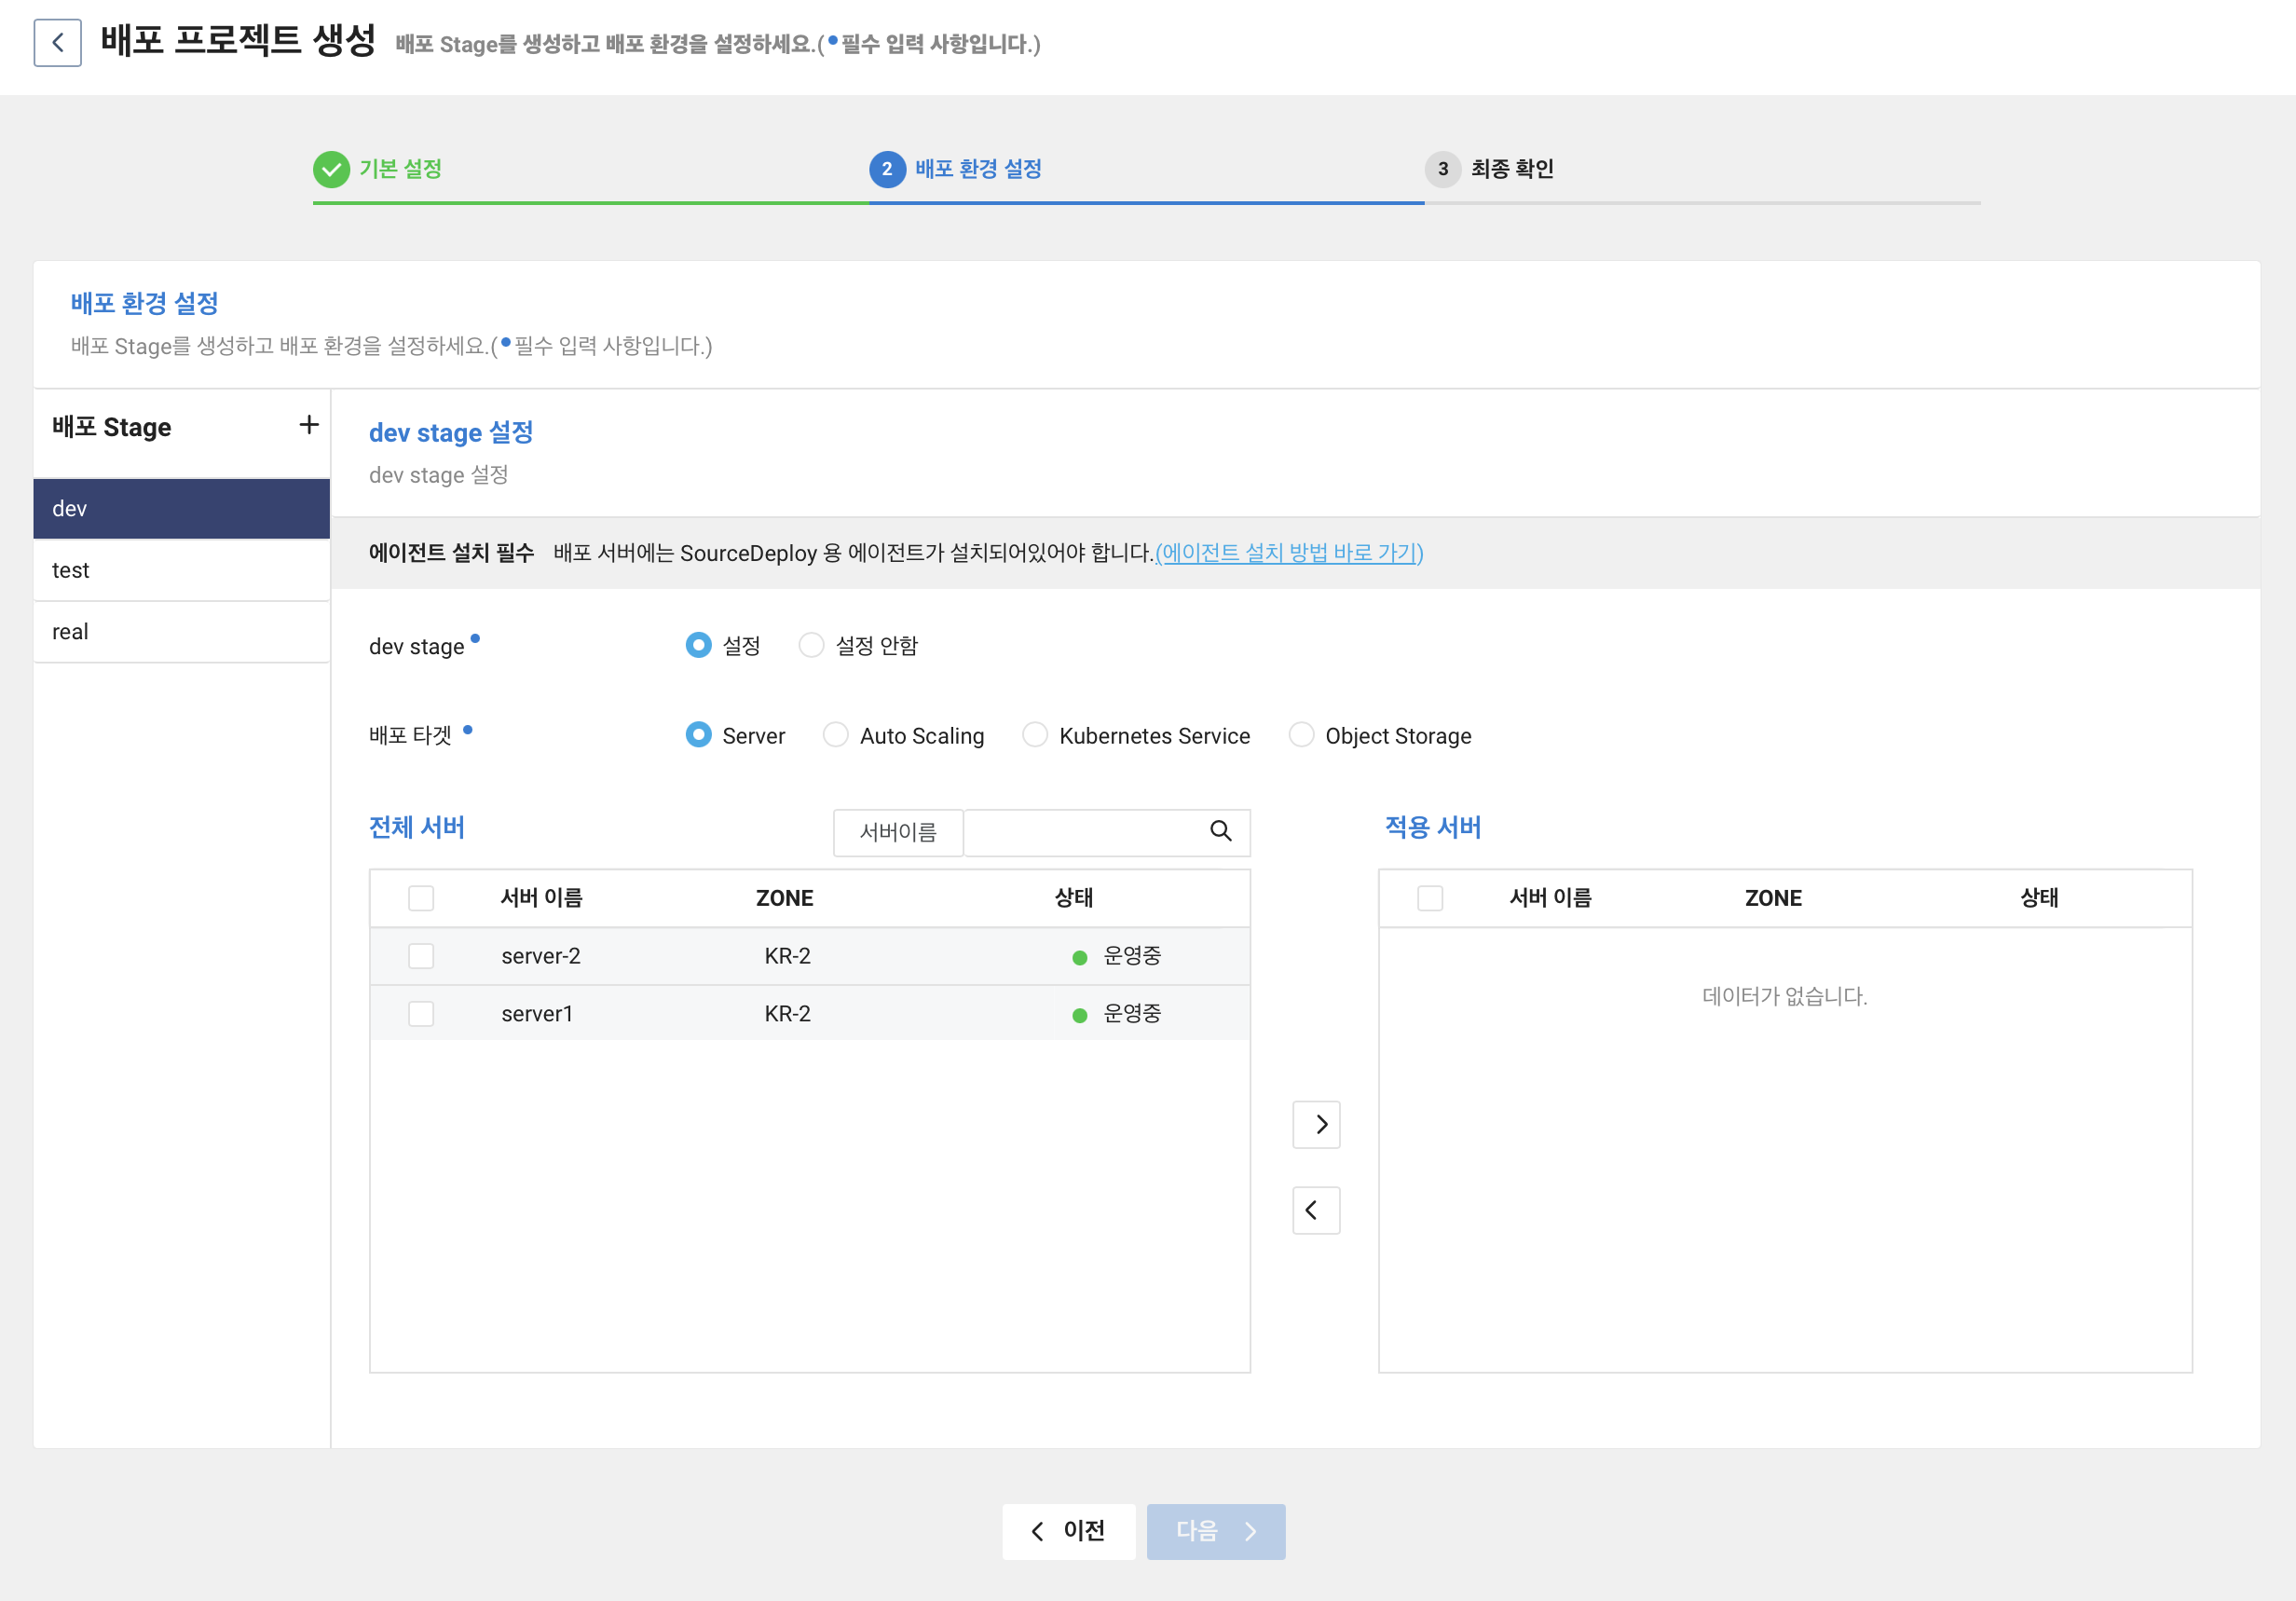 배포 프로젝트 생성 배포 Stage를 생성하고 배포 환경을 설정하세요.(•필수 입력 사항입니다.)
기본 설정 2 배포 환경 설정 3 최종 확인
배포 환경 설정
배포 Stage를 생성하고 배포 환경을 설정하세요.(•필수 입력 사항입니다.)
배포 Stage +
dev
test
real
dev stage 설정
dev stage 설정
에이전트 설치 필수 배포 서버에는 SourceDeploy 용 에이전트가 설치되어있어야 합니다.(에이전트 설치 방법 바로 가기)
dev stage • 설정 설정 안함
배포 타겟 • Server Auto Scaling Kubernetes Service Object Storage
전체 서버 서버이름
서버 이름 ZONE 상태
server-2 KR-2 운영중
server1 KR-2 운영중
적용 서버
서버 이름 ZONE 상태
데이터가 없습니다.
이전 다음